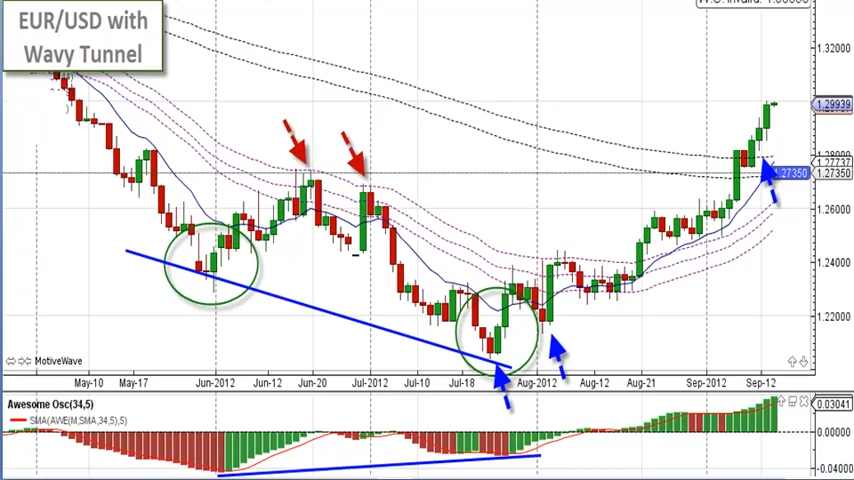 EUR/USD with
Wavy Tunnel
1.32000
1.29939
1.28000
1.27737
1.27350
1.27350
1.26000
1.24000
1.22000
MotiveWave
May-10
May-17
Jun-2012
Jun-12
Jun-20
Jul-2012
Jul-10
Jul-18
Aug-2012
Aug-12
Aug-21
Sep-2012
Sep-12
Awesome Osc(34,5)
SMA(AWE(M,SMA,34,5),5)
0.03041
0.00000
-0.04000